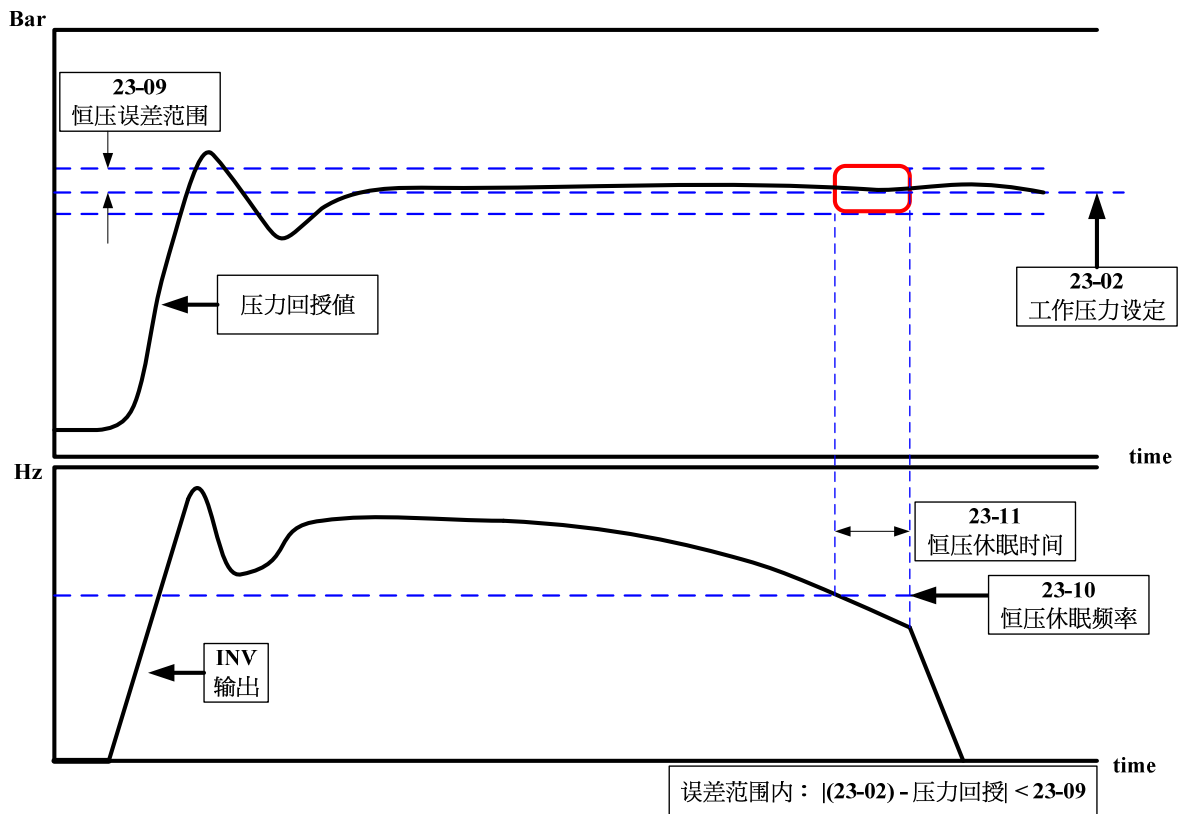 Bar
23-09
恒压误差范围
压力回授値
23-02
工作压力设定
time
Hz
23-11
恒压休眠时间
23-10
恒压休眠频率
INV
输出
time
误差范围内： |(23-02) - 压力回授| < 23-09